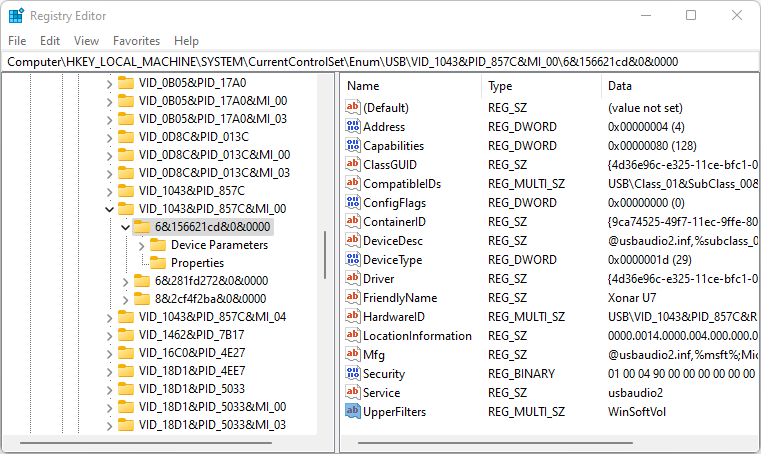 Registry Editor
File Edit View Favorites Help
Computer\HKEY_LOCAL_MACHINE\SYSTEM\CurrentControlSet\Enum\USB\VID_1043&PID_857C&MI_00\6&156621cd&0&0000
VID_0B05&PID_17A0
VID_0B05&PID_17A0&MI_00
VID_0B05&PID_17A0&MI_03
VID_0D8C&PID_013C
VID_0D8C&PID_013C&MI_00
VID_0D8C&PID_013C&MI_03
VID_1043&PID_857C
VID_1043&PID_857C&MI_00
6&156621cd&0&0000
Device Parameters
Properties
6&281fd272&0&0000
8&2cf4f2ba&0&0000
VID_1043&PID_857C&MI_04
VID_1462&PID_7B17
VID_16C0&PID_4E27
VID_18D1&PID_4EE7
VID_18D1&PID_5033
VID_18D1&PID_5033&MI_00
VID_18D1&PID_5033&MI_03
Name Type Data
(Default) REG_SZ (value not set)
Address REG_DWORD 0x00000004 (4)
Capabilities REG_DWORD 0x00000080 (128)
ClassGUID REG_SZ {4d36e96c-e325-11ce-bfc1-0
CompatibleIDs REG_MULTI_SZ USB\Class_01&SubClass_00&
ConfigFlags REG_DWORD 0x00000000 (0)
ContainerID REG_SZ {9ca74525-49f7-11ec-9ffe-80
DeviceDesc REG_SZ @usbaudio2.inf,%subclass_0
DeviceType REG_DWORD 0x0000001d (29)
Driver REG_SZ {4d36e96c-e325-11ce-bfc1-0
FriendlyName REG_SZ Xonar U7
HardwareID REG_MULTI_SZ USB\VID_1043&PID_857C&R
LocationInformation REG_SZ 0000.0014.0000.004.000.000.0
Mfg REG_SZ @usbaudio2.inf,%msft%;Mic
Security REG_BINARY 01 00 04 90 00 00 00 00 00 00
Service REG_SZ usbaudio2
UpperFilters REG_MULTI_SZ WinSoftVol